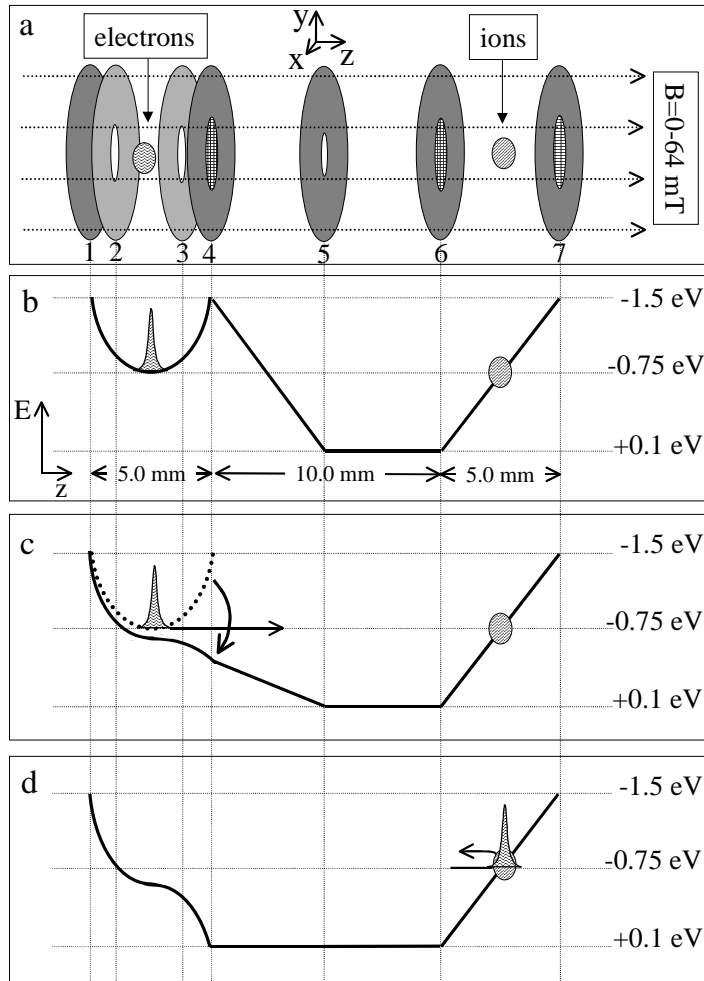 a
electrons
y
x
z
ions
B=0-64 mT
1 2 3 4 5 6 7
b
-1.5 eV
-0.75 eV
E
+0.1 eV
z
5.0 mm 10.0 mm 5.0 mm
c
-1.5 eV
-0.75 eV
+0.1 eV
d
-1.5 eV
-0.75 eV
+0.1 eV